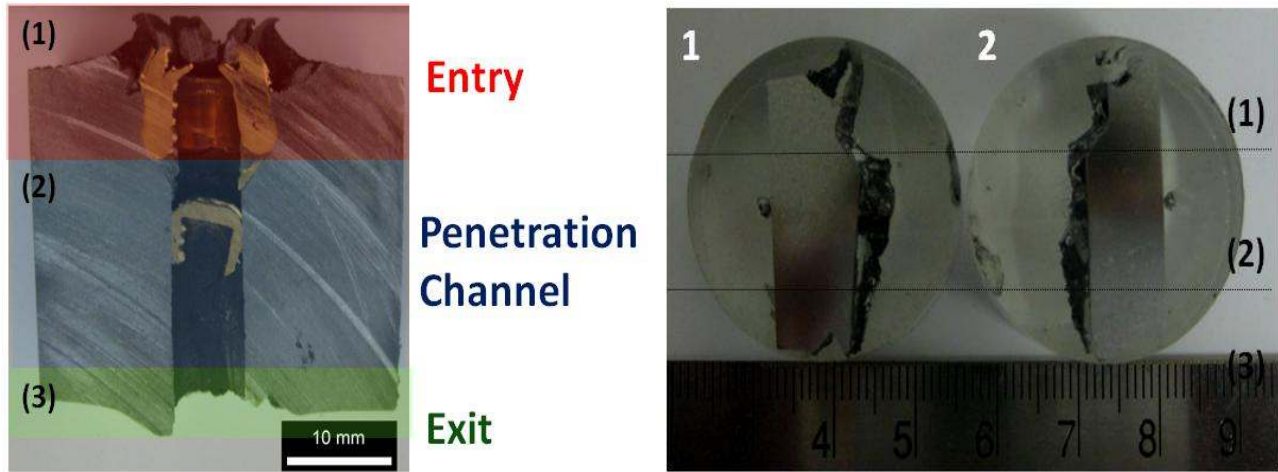 (1)
Entry
(2)
Penetration
Channel
(3)
Exit
10 mm
1
2
(1)
(2)
(3)
4 5 6 7 8 9